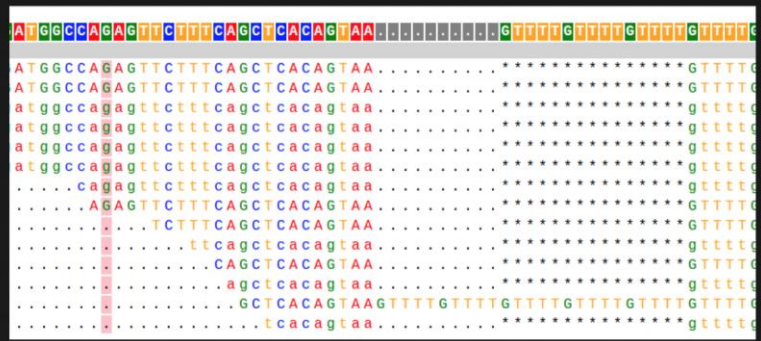 ATGGCCAGAGTTCTTTCAGCTCACAGTAA..........GTTTTGTTTTGTTTTGTTTTG
ATGGCCAGAGTTCTTTCAGCTCACAGTAA..........***************GTTTTG
ATGGCCAGAGTTCTTTCAGCTCACAGTAA..........***************GTTTTG
atggccagagttctttcagctcacagtaa..........***************gttttg
atggccagagttctttcagctcacagtaa..........***************gttttg
atggccagagttctttcagctcacagtaa..........***************gttttg
atggccagagttctttcagctcacagtaa..........***************gttttg
.....cagagttctttcagctcacagtaa..........***************gttttg
......AGAGTTCTTTCAGCTCACAGTAA..........***************GTTTTG
...........TCTTTCAGCTCACAGTAA..........***************GTTTTG
..............ttcagctcacagtaa..........***************gttttg
................CAGCTCACAGTAA..........***************GTTTTG
.................agctcacagtaa..........***************gttttg
..................GCTCACAGTAAGTTTTGTTTTGTTTTGTTTTGTTTTGTTTTG
....................tcacagtaa..........***************gttttg